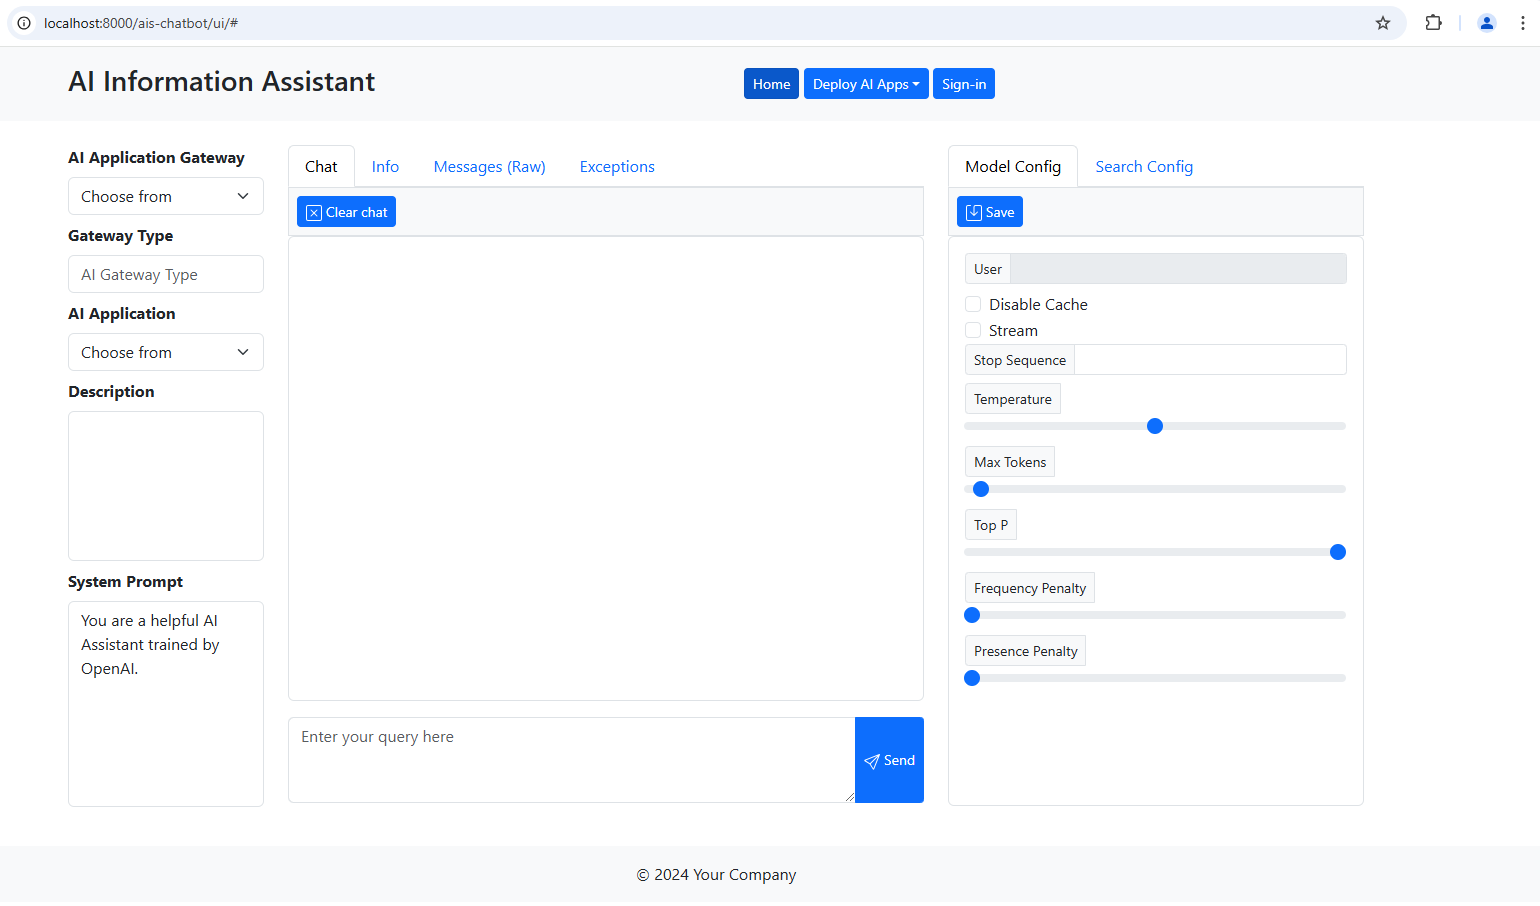 localhost:8000/ais-chatbot/ui/#
AI Information Assistant
Home
Deploy AI Apps
Sign-in
AI Application Gateway
Choose from
Gateway Type
AI Gateway Type
AI Application
Choose from
Description
System Prompt
You are a helpful AI
Assistant trained by
OpenAI.
Chat
Info
Messages (Raw)
Exceptions
Clear chat
Enter your query here
Send
Model Config
Search Config
Save
User
Disable Cache
Stream
Stop Sequence
Temperature
Max Tokens
Top P
Frequency Penalty
Presence Penalty
© 2024 Your Company